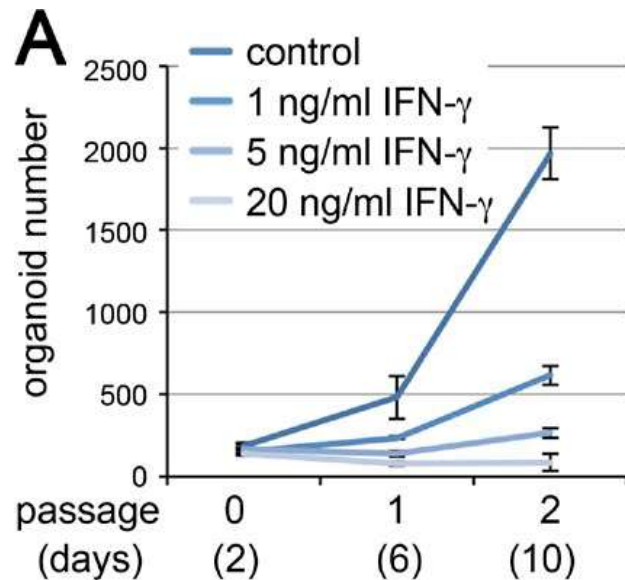 A
control
1 ng/ml IFN-γ
5 ng/ml IFN-γ
20 ng/ml IFN-γ
organoid number
2500
2000
1500
1000
500
0
passage 0 1 2
(days) (2) (6) (10)